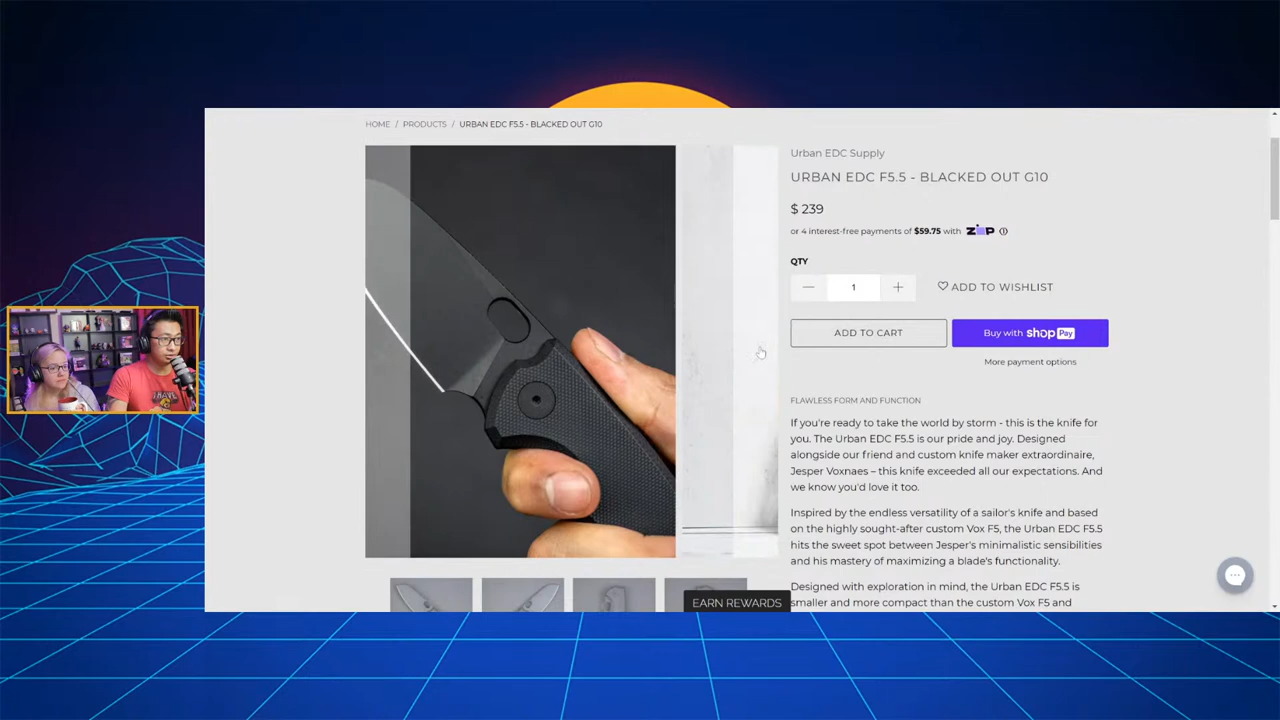 HOME / PRODUCTS / URBAN EDC F5.5 - BLACKED OUT G10
Urban EDC Supply
URBAN EDC F5.5 - BLACKED OUT G10
$ 239
or 4 interest-free payments of $59.75 with ZIP
QTY
1
ADD TO WISHLIST
ADD TO CART
Buy with shop Pay
More payment options
FLAWLESS FORM AND FUNCTION
If you're ready to take the world by storm - this is the knife for
you. The Urban EDC F5.5 is our pride and joy. Designed
alongside our friend and custom knife maker extraordinaire,
Jesper Voxnaes – this knife exceeded all our expectations. And
we know you'd love it too.
Inspired by the endless versatility of a sailor's knife and based
on the highly sought-after custom Vox F5, the Urban EDC F5.5
hits the sweet spot between Jesper's minimalistic sensibilities
and his mastery of maximizing a blade's functionality.
Designed with exploration in mind, the Urban EDC F5.5 is
smaller and more compact than the custom Vox F5 and
EARN REWARDS